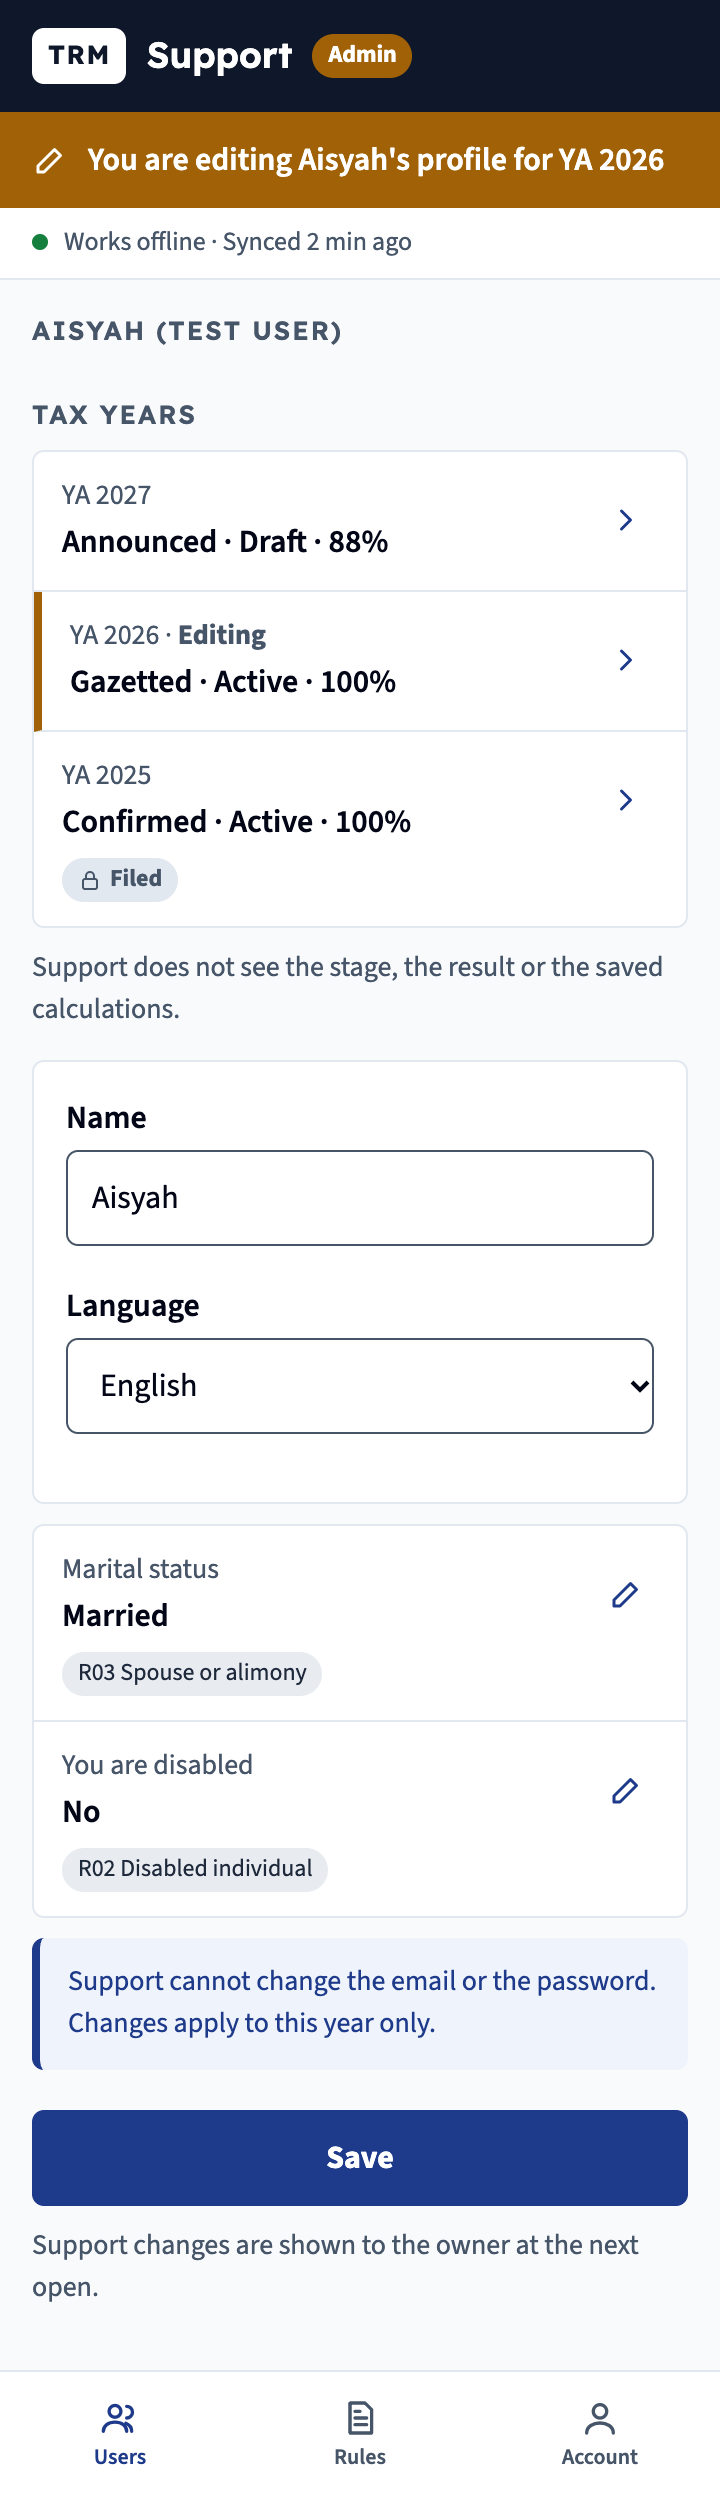 TRM Support Admin
You are editing Aisyah's profile for YA 2026
Works offline · Synced 2 min ago
AISYAH (TEST USER)
TAX YEARS
YA 2027
Announced · Draft · 88%
YA 2026 · Editing
Gazetted · Active · 100%
YA 2025
Confirmed · Active · 100%
Filed
Support does not see the stage, the result or the saved
calculations.
Name
Aisyah
Language
English
Marital status
Married
R03 Spouse or alimony
You are disabled
No
R02 Disabled individual
Support cannot change the email or the password.
Changes apply to this year only.
Save
Support changes are shown to the owner at the next
open.
Users Rules Account